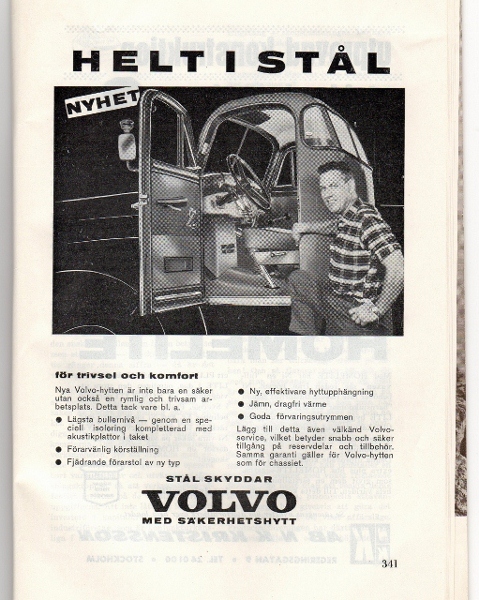 HELT I STÅL
NYHET
för trivsel och komfort
Nya Volvo-hytten är inte bara en säker
utan också en rymlig och trivsam ar-
betsplats. Detta tack vare bl. a.
● Lägsta bullernivå — genom en spe-
ciell isolering kompletterad med
akustikplattor i taket
● Förarvänlig körställning
● Fjädrande förarstol av ny typ
● Ny, effektivare hyttupphängning
● Jämn, dragfri värme
● Goda förvaringsutrymmen
Lägg till detta även välkänd Volvo-
service, vilket betyder snabb och säker
tillgång på reservdelar och tillbehör.
Samma garanti gäller för Volvo-hytten
som för chassiet.
STÅL SKYDDAR
VOLVO
MED SÄKERHETSHYTT
341